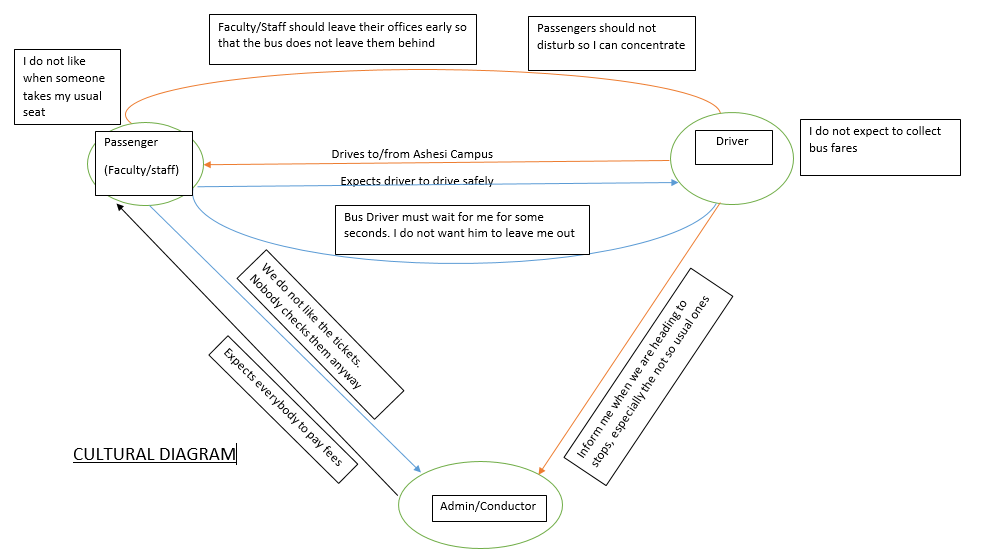 Faculty/Staff should leave their offices early so
that the bus does not leave them behind
Passengers should not
disturb so I can concentrate
I do not like
when someone
takes my usual
seat
Passenger
(Faculty/staff)
Drives to/from Ashesi Campus
Expects driver to drive safely
Driver
I do not expect to collect
bus fares
Bus Driver must wait for me for some
seconds. I do not want him to leave me out
We do not like the tickets.
Nobody checks them anyway
Expects everybody to pay fees
Inform me when we are heading to
stops, especially the not so usual ones
CULTURAL DIAGRAM
Admin/Conductor